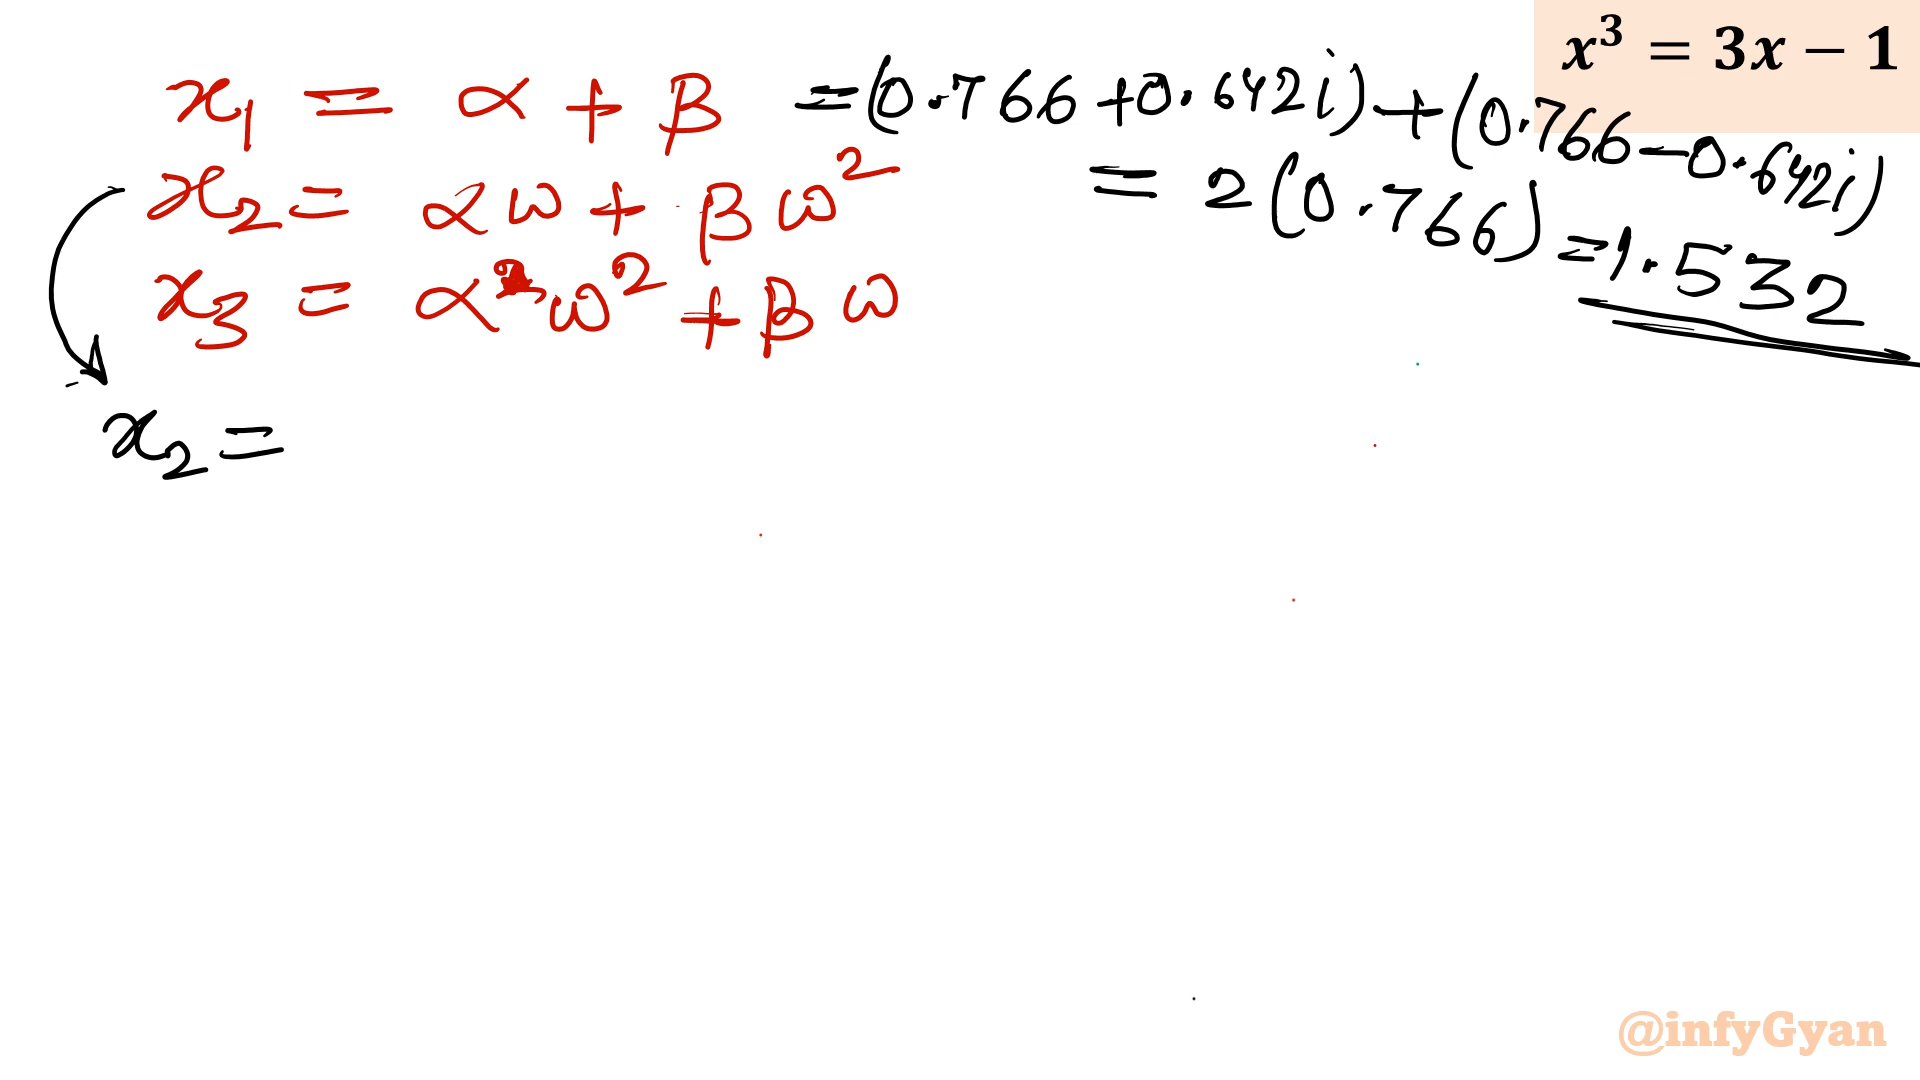 x³ = 3x − 1
x₁ = α + β = (0.766 + 0.642i) + (0.766 − 0.642i)
= 2(0.766) = 1.532
x₂ = αω + βω²
x₃ = αω² + βω
x₂ =
@infyGyan